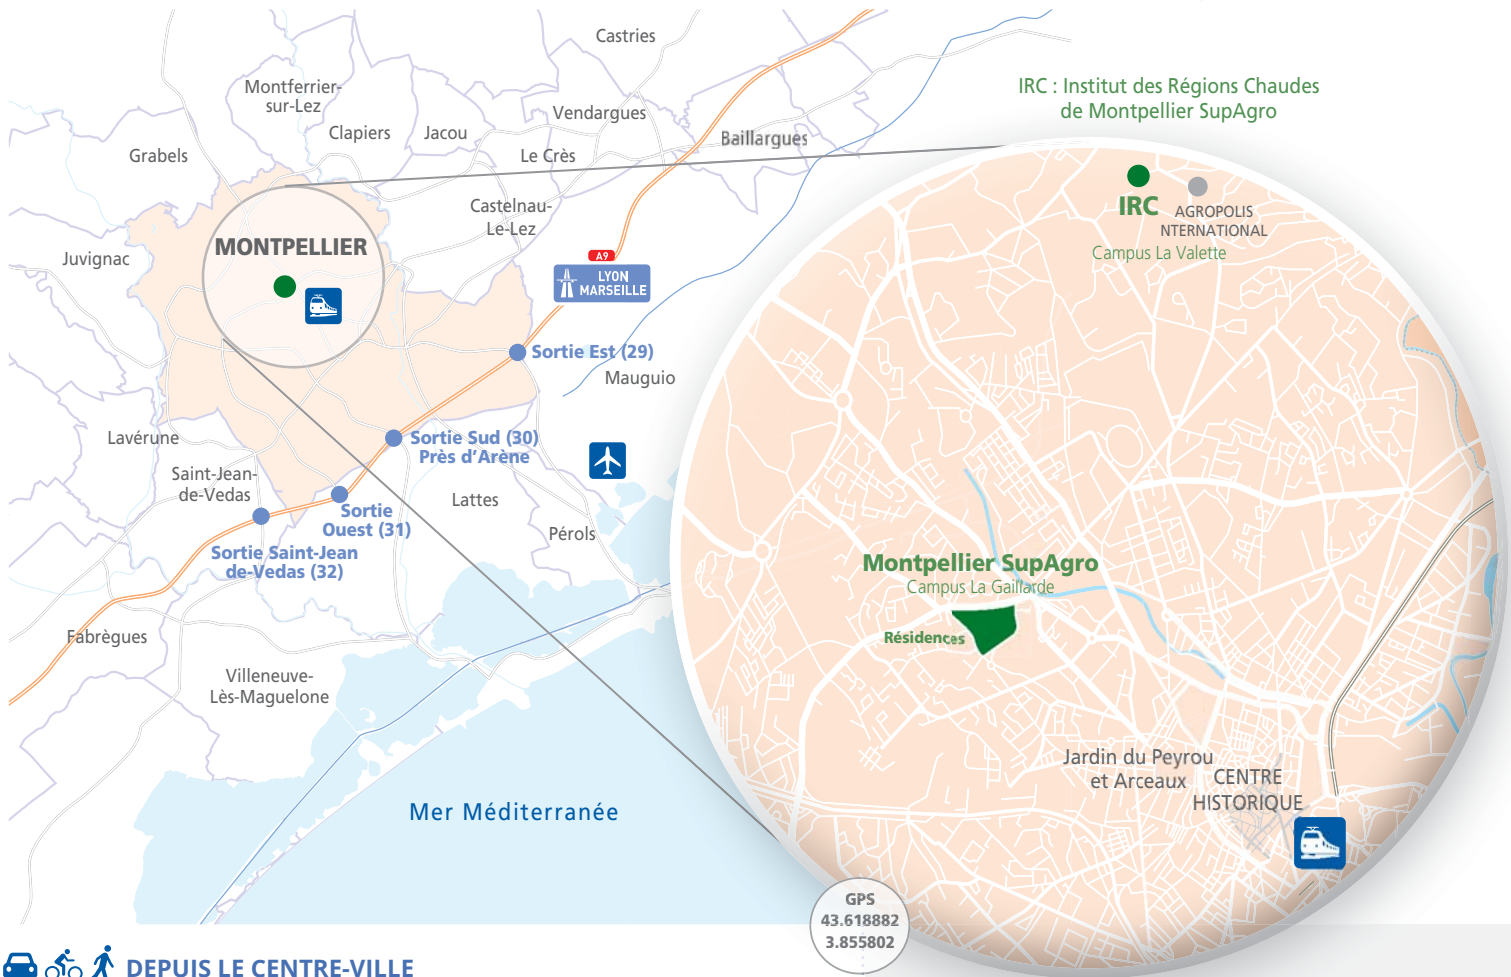 Castries
Montferrier-
sur-Lez
Vendargues
Clapiers
Jacou
Baillargues
Grabels
Le Crès
Castelnau-
Le-Lez
Juvignac
MONTPELLIER
A9
LYON
MARSEILLE
Sortie Est (29)
Mauguio
Lavérune
Sortie Sud (30)
Près d’Arène
Saint-Jean-
de-Vedas
Lattes
Sortie
Ouest (31)
Pérols
Sortie Saint-Jean
de-Vedas (32)
Fabrègues
Villeneuve-
Lès-Maguelone
Mer Méditerranée
IRC : Institut des Régions Chaudes
de Montpellier SupAgro
IRC
AGROPOLIS
NTERNATIONAL
Campus La Valette
Montpellier SupAgro
Campus La Gaillarde
Résidences
Jardin du Peyrou
et Arceaux
CENTRE
HISTORIQUE
GPS
43.618882
3.855802
DEPUIS LE CENTRE-VILLE